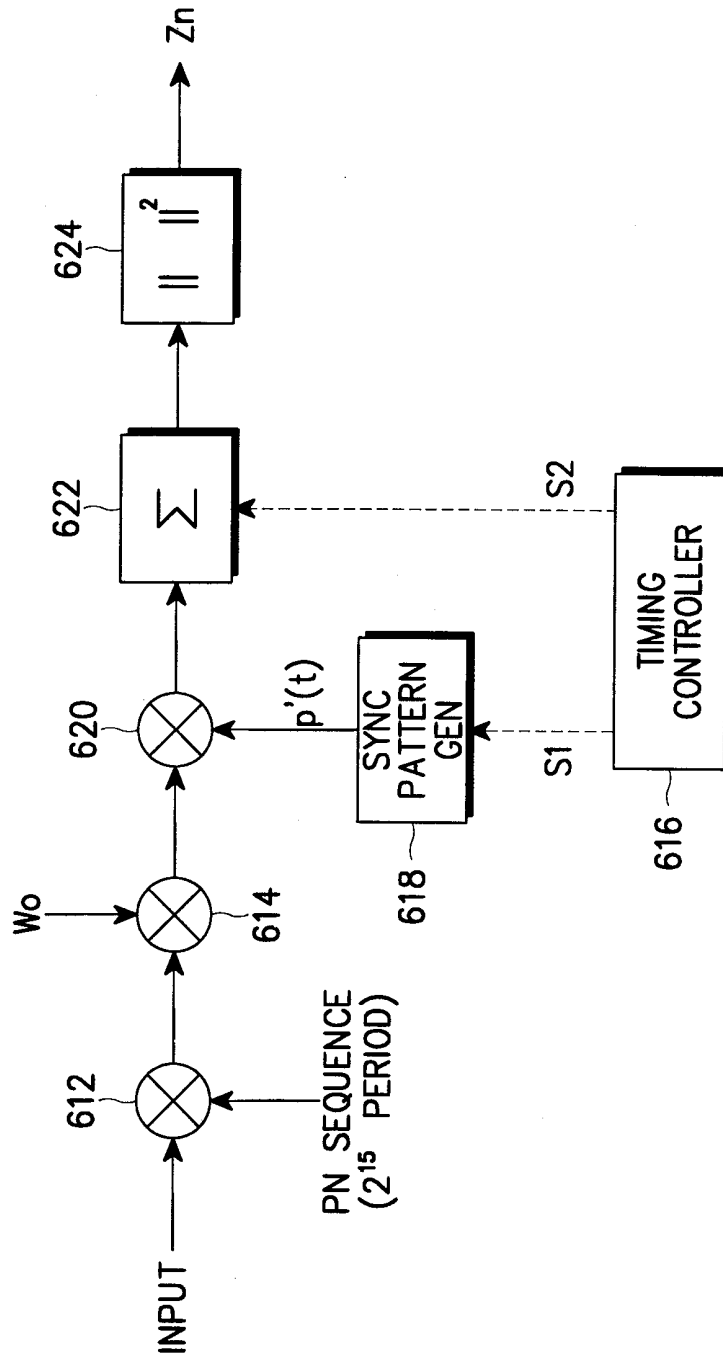 INPUT
612
PN SEQUENCE
(2¹⁵ PERIOD)
Wo
614
620
p'(t)
SYNC
PATTERN
GEN
618
S1
622
Σ
S2
TIMING
CONTROLLER
616
624
|| ||²
Zn